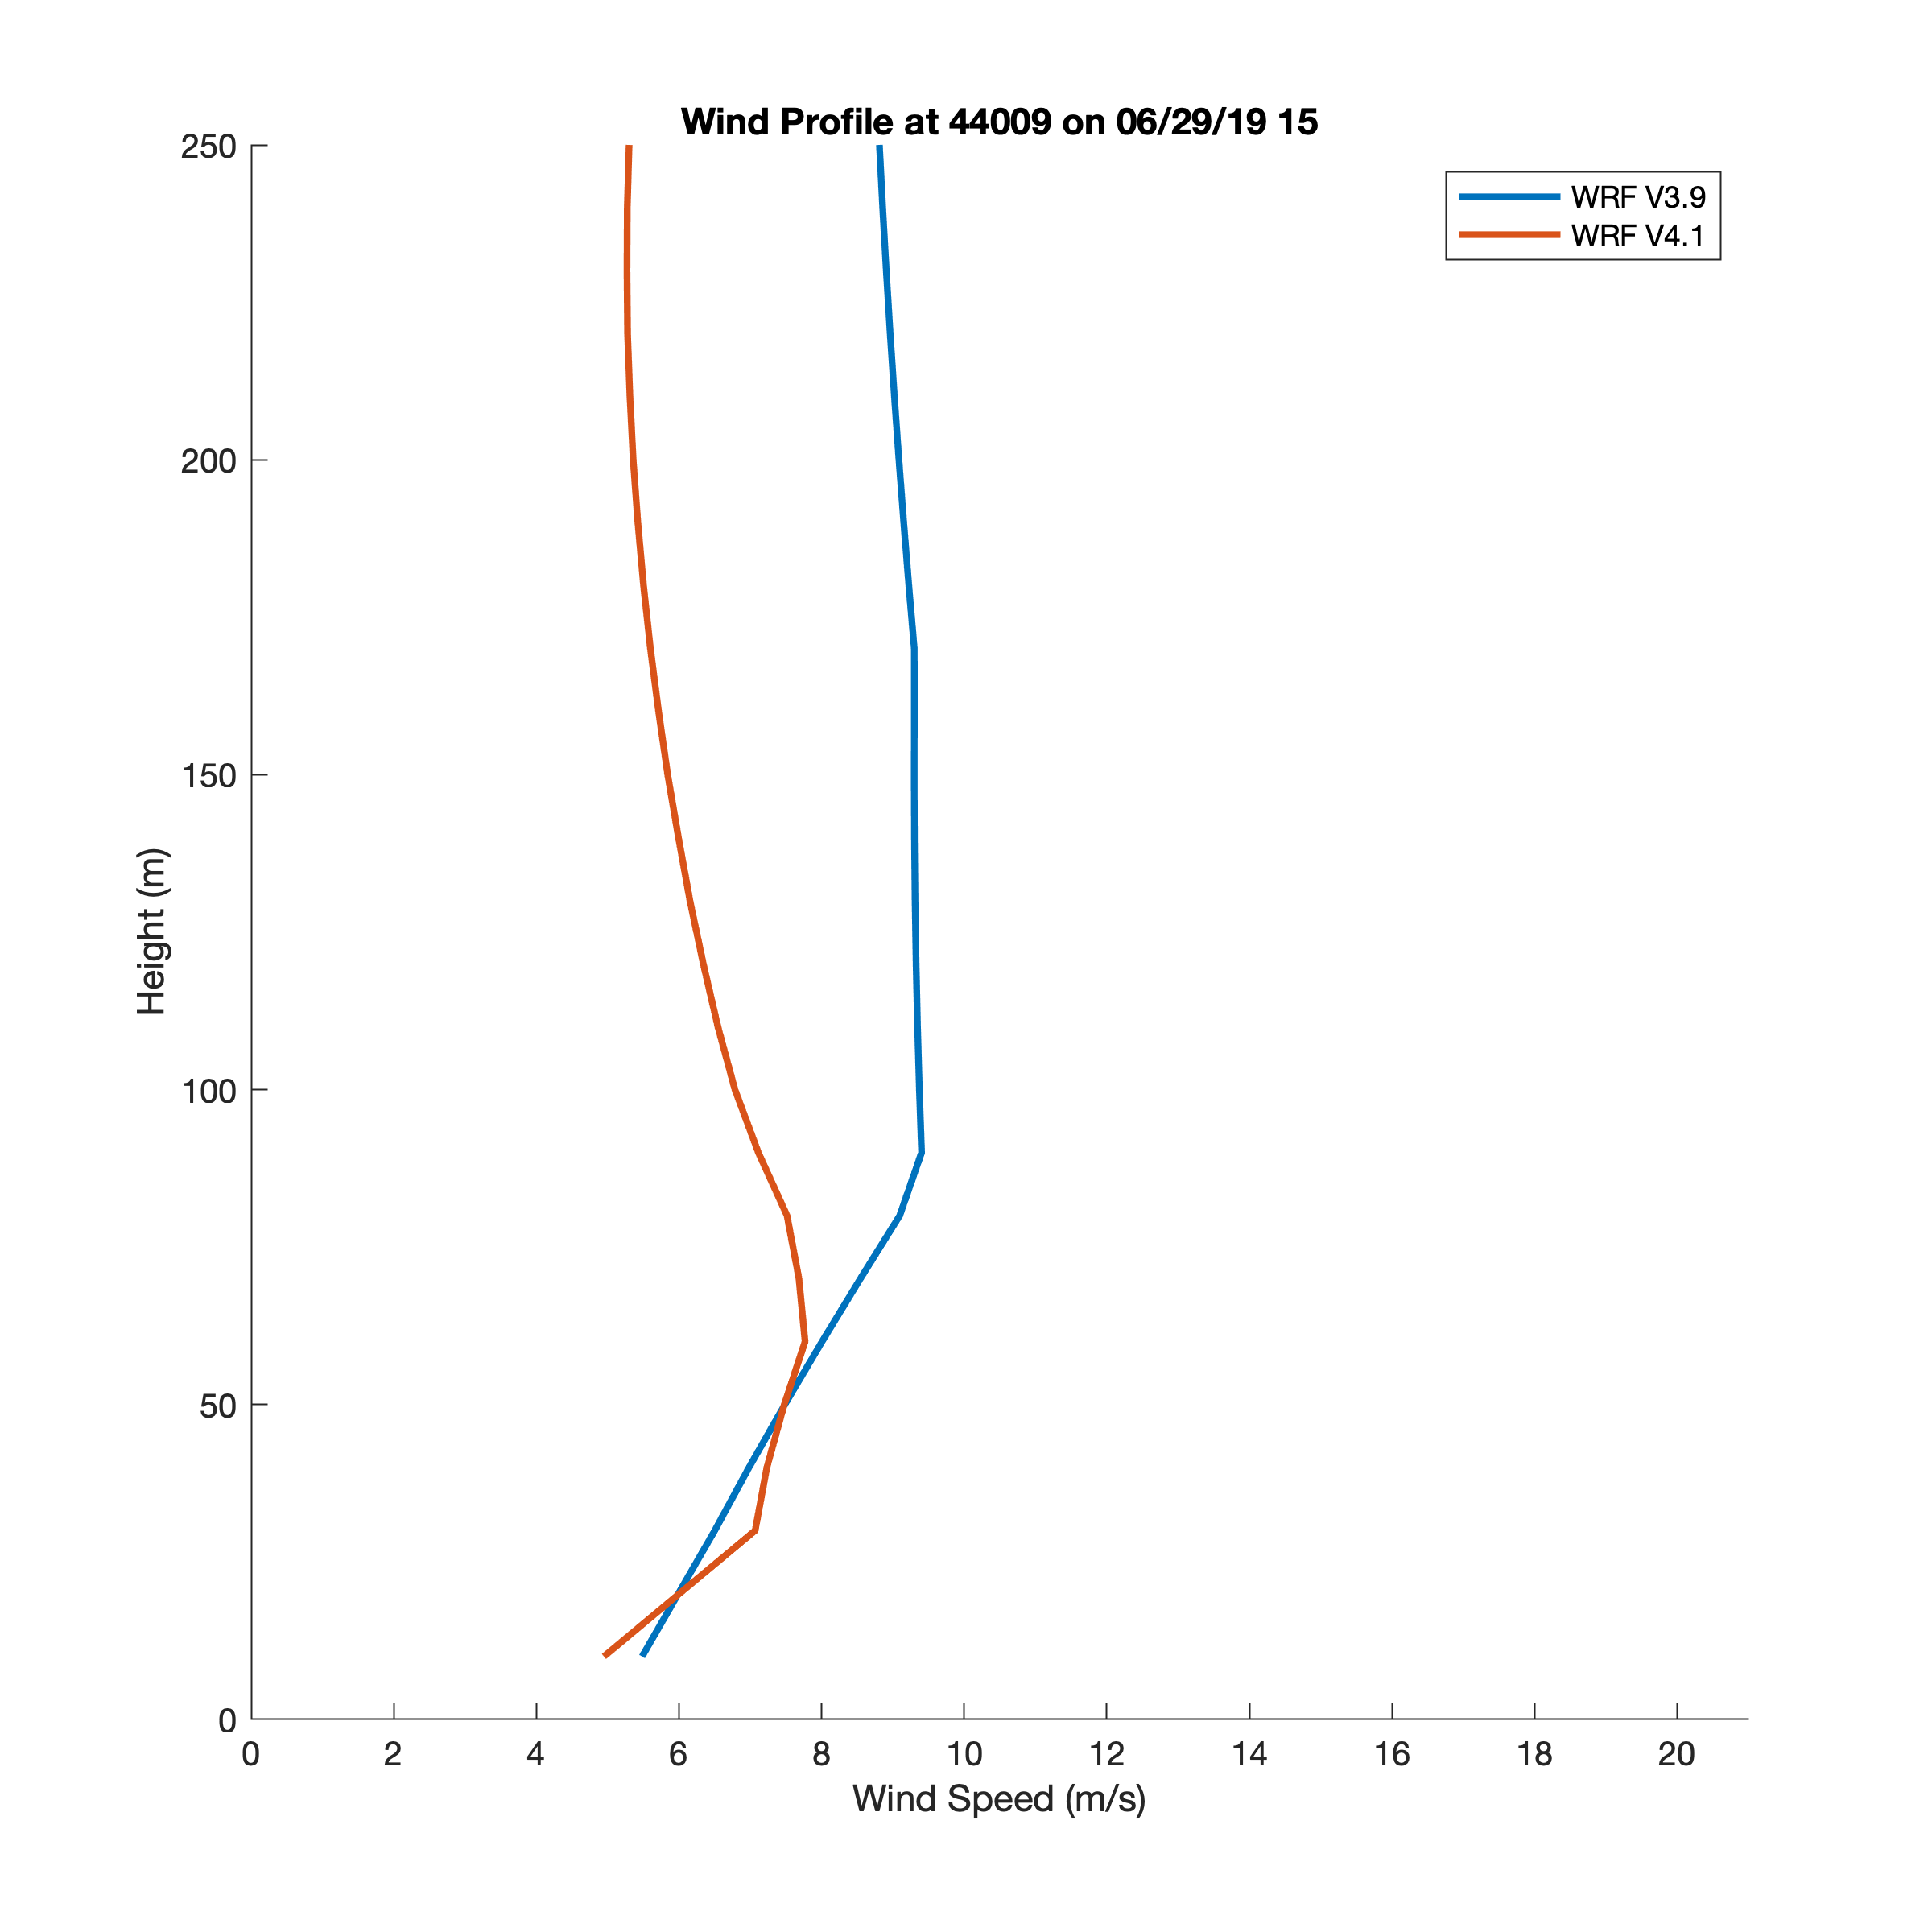 Wind Profile at 44009 on 06/29/19 15
WRF V3.9
WRF V4.1
250
200
150
100
50
0
Height (m)
0 2 4 6 8 10 12 14 16 18 20
Wind Speed (m/s)